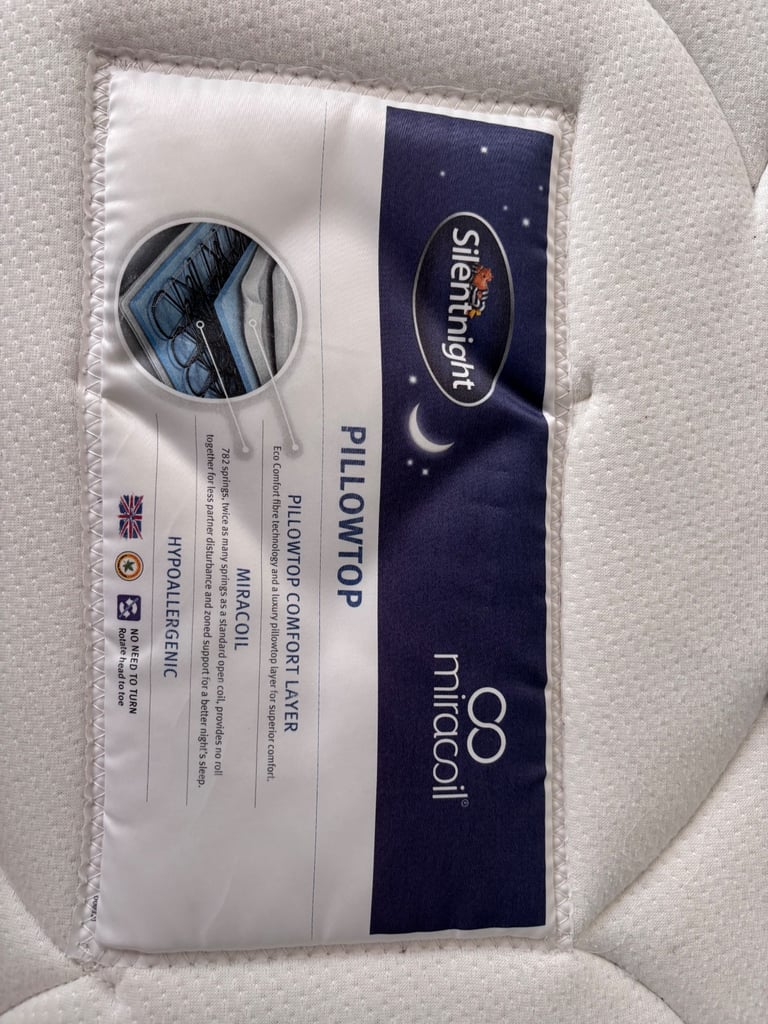 Silentnight
miracoil®
PILLOWTOP
PILLOWTOP COMFORT LAYER
Eco Comfort fibre technology and a luxury pillowtop layer for superior comfort.
MIRACOIL
782 springs, twice as many springs as a standard open coil, provides no roll
together for less partner disturbance and zoned support for a better night's sleep.
HYPOALLERGENIC
NO NEED TO TURN
Rotate head to toe